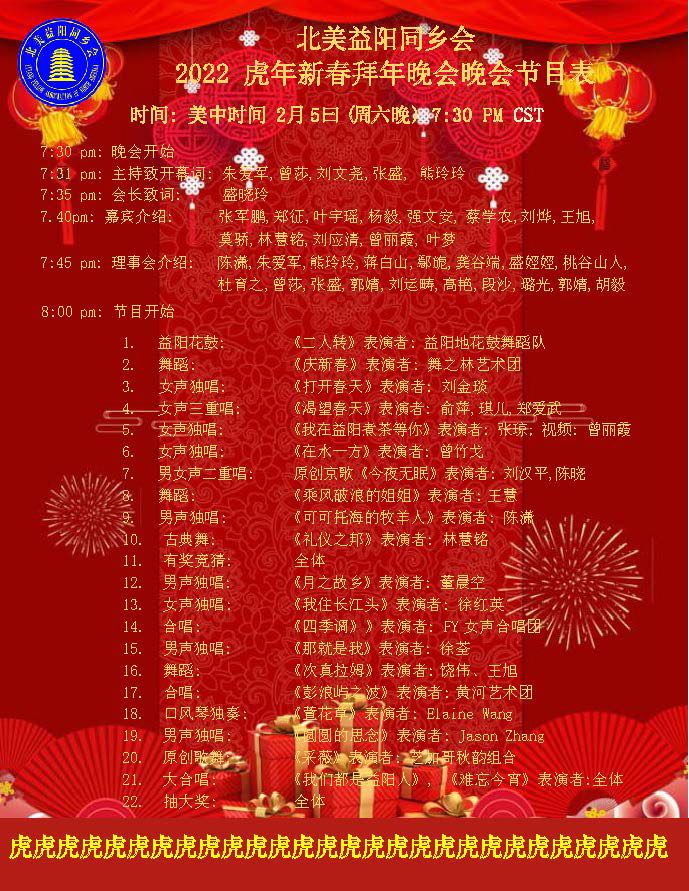 北美益阳同乡会
北美益阳同乡会
2022 虎年新春拜年晚会晚会节目表
时间: 美中时间 2月5日(周六晚) 7:30 PM CST
7:30 pm: 晚会开始
7:31 pm: 主持致开幕词: 朱爱军,曾莎,刘文尧,张盛, 熊玲玲
7:35 pm: 会长致词: 盛晓玲
7.40pm: 嘉宾介绍: 张军鹏,郑征,叶宇瑶,杨毅,强文安, 蔡学农,刘烨,王旭,
莫骄,林慧铭,刘应清,曾丽霞,叶梦
7:45 pm: 理事会介绍: 陈潇,朱爱军,熊玲玲,蒋白山,鄢旎,龚谷端,盛婭婭,桃谷山人,
杜育之,曾莎,张盛,郭婧,刘运畴,高艳,段沙,璐光,郭婧,胡毅
8:00 pm: 节目开始
1. 益阳花鼓: 《二人转》表演者: 益阳地花鼓舞蹈队
2. 舞蹈: 《庆新春》表演者: 舞之林艺术团
3. 女声独唱: 《打开春天》表演者: 刘金琰
4. 女声三重唱: 《渴望春天》表演者: 俞萍,琪儿,郑爱武
5. 女声独唱: 《我在益阳煮茶等你》表演者: 张琼; 视频: 曾丽霞
6. 女声独唱: 《在水一方》表演者: 曾竹戈
7. 男女声二重唱: 原创京歌《今夜无眠》表演者: 刘汉平,陈晓
8. 舞蹈: 《乘风破浪的姐姐》表演者: 王慧
9. 男声独唱: 《可可托海的牧羊人》表演者: 陈潇
10. 古典舞: 《礼仪之邦》表演者: 林慧铭
11. 有奖竞猜: 全体
12. 男声独唱: 《月之故乡》表演者: 董晨空
13. 女声独唱: 《我住长江头》表演者: 徐红英
14. 合唱: 《四季调》》表演者: FY女声合唱团
15. 男声独唱: 《那就是我》表演者: 徐荃
16. 舞蹈: 《次真拉姆》表演者:饶伟、王旭
17. 合唱: 《彭浪屿之波》表演者:黄河艺术团
18. 口风琴独奏: 《萱花草》表演者: Elaine Wang
19. 男声独唱: 《圆圆的思念》表演者: Jason Zhang
20. 原创歌舞: 《采薇》表演者: 芝加哥秋韵组合
21. 大合唱: 《我们都是益阳人》, 《难忘今宵》表演者:全体
22. 抽大奖: 全体
虎虎虎虎虎虎虎虎虎虎虎虎虎虎虎虎虎虎虎虎虎虎虎虎虎虎虎虎